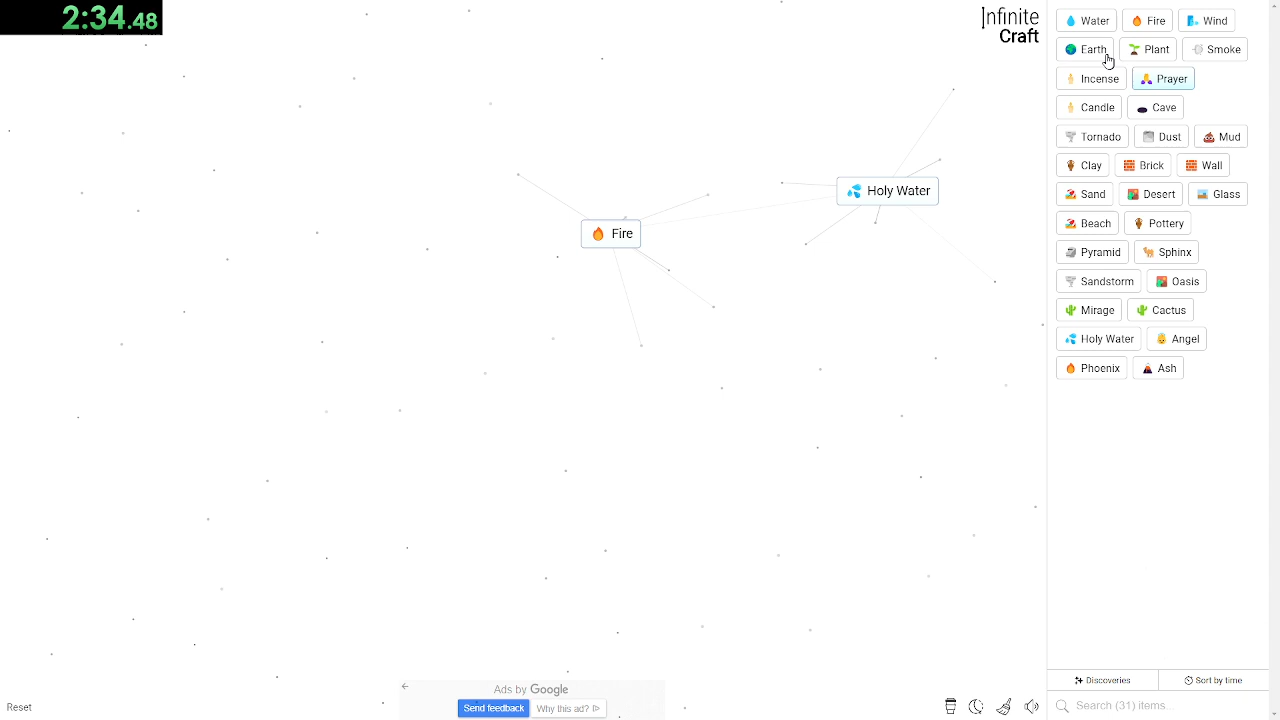 2:34.48
Infinite
Craft
Water
Fire
Wind
Earth
Plant
Smoke
Incense
Prayer
Candle
Cave
Tornado
Dust
Mud
Clay
Brick
Wall
Sand
Desert
Glass
Beach
Pottery
Pyramid
Sphinx
Sandstorm
Oasis
Mirage
Cactus
Holy Water
Angel
Phoenix
Ash
Holy Water
Fire
Discoveries
Sort by time
Search (31) items...
Ads by Google
Send feedback
Why this ad?
Reset